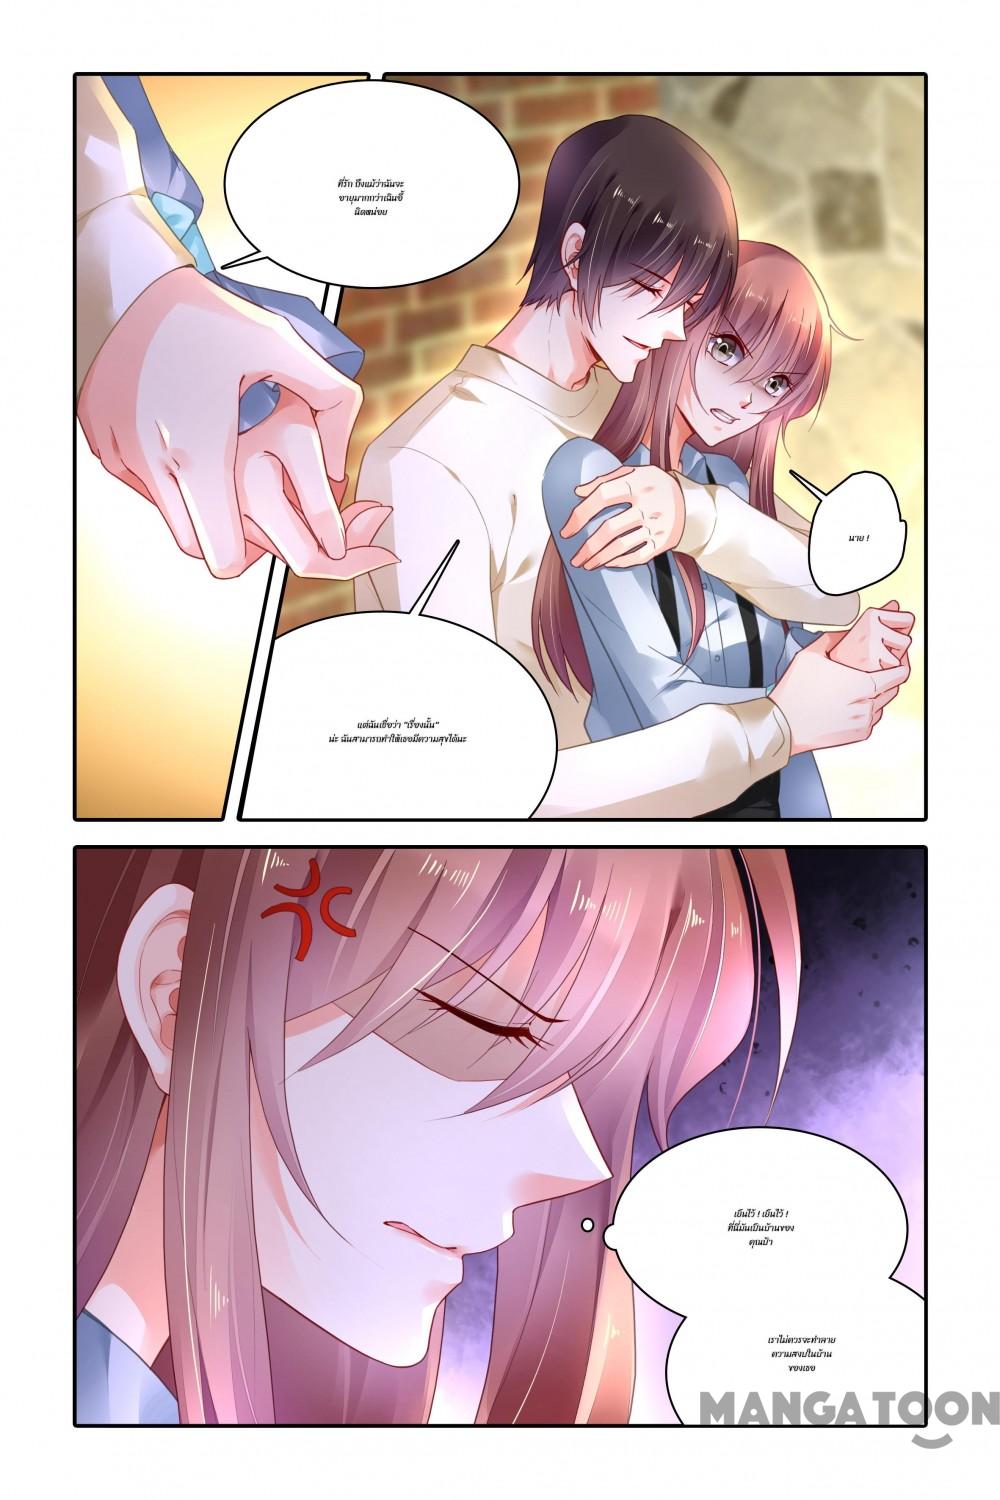 ที่รัก ถึงแม้ว่าฉันจะ
อายุมากกว่าเฉินอี้
นิดหน่อย
นาย !
แต่ฉันเชื่อว่า "เรื่องนั้น"
น่ะ ฉันสามารถทำให้เธอมีความสุขได้นะ
เย็นไว้ ! เย็นไว้ !
ที่นี่มันเป็นบ้านของ
คุณป้า
เราไม่ควรจะทำลาย
ความสงบในบ้าน
ของเธอ
MANGATOON